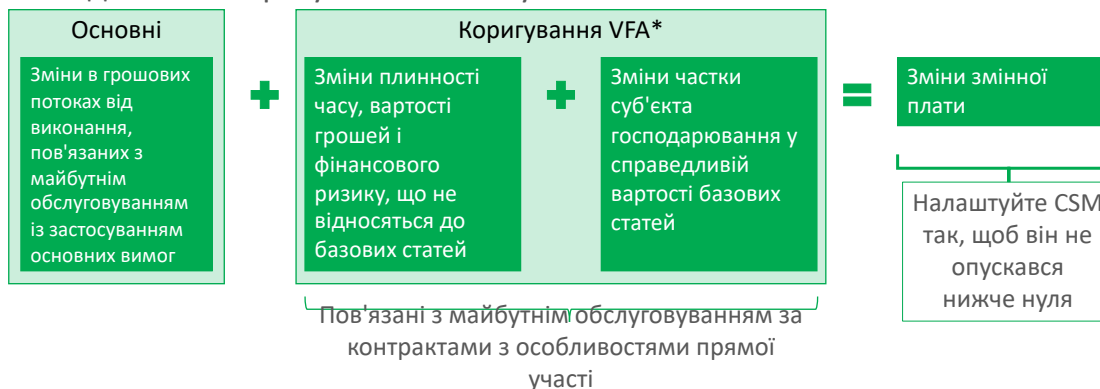 Основні
Зміни в грошових
потоках від
виконання,
пов'язаних з
майбутнім
обслуговуванням
із застосуванням
основних вимог
Коригування VFA*
Зміни плинності
часу, вартості
грошей і
фінансового
ризику, що не
відносяться до
базових статей
Зміни частки
суб'єкта
господарювання у
справедливій
вартості базових
статей
Зміни змінної
плати
Налаштуйте CSM
так, щоб він не
опускався
нижче нуля
Пов'язані з майбутнім обслуговуванням за
контрактами з особливостями прямої
участі